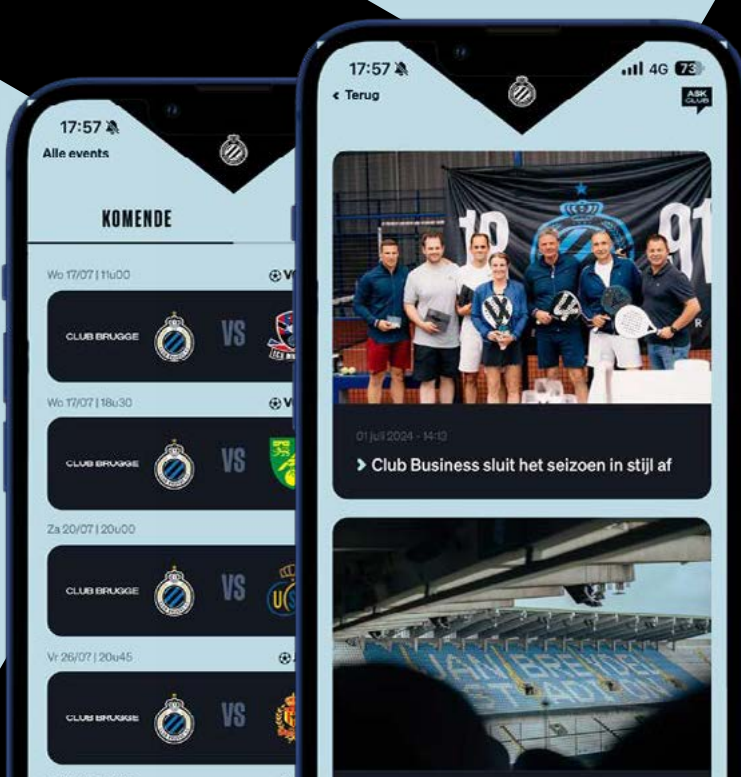 17:57
Alle events
KOMENDE
Wo 17/07 | 11u00
CLUB BRUGGE
VS
Wo 17/07 | 18u30
CLUB BRUGGE
VS
Za 20/07 | 20u00
CLUB BRUGGE
VS
Vr 26/07 | 20u45
CLUB BRUGGE
VS
17:57
4G 73
Terug
ASK
CLUB
18 91
01 juli 2024 - 14:13
Club Business sluit het seizoen in stijl af
JAN BREYDEL
STADION